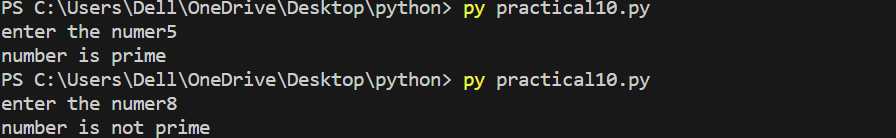 PS C:\Users\Dell\OneDrive\Desktop\python> py practical10.py
enter the numer5
number is prime
PS C:\Users\Dell\OneDrive\Desktop\python> py practical10.py
enter the numer8
number is not prime